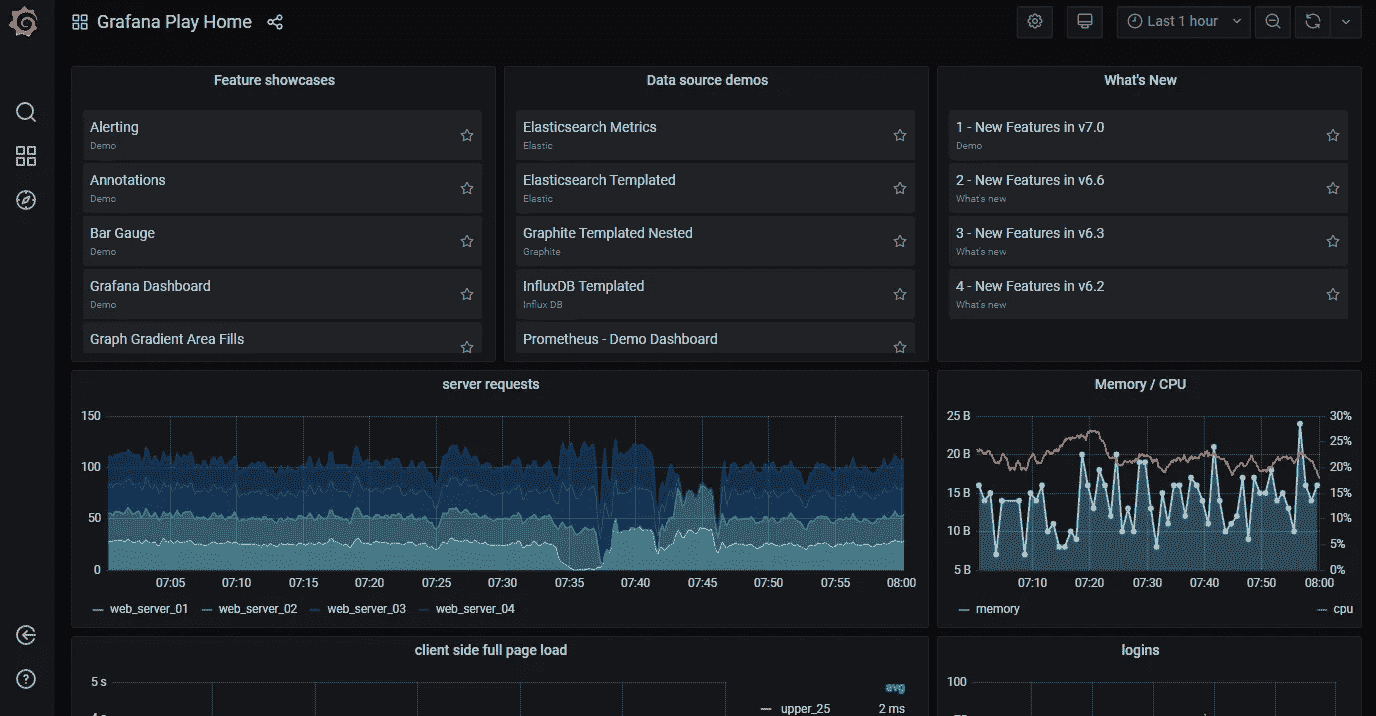 Grafana Play Home
Last 1 hour
Feature showcases
Alerting
Demo
Annotations
Demo
Bar Gauge
Demo
Grafana Dashboard
Demo
Graph Gradient Area Fills
Data source demos
Elasticsearch Metrics
Elastic
Elasticsearch Templated
Elastic
Graphite Templated Nested
Graphite
InfluxDB Templated
Influx DB
Prometheus - Demo Dashboard
What's New
1 - New Features in v7.0
Demo
2 - New Features in v6.6
What's new
3 - New Features in v6.3
What's new
4 - New Features in v6.2
What's new
server requests
150
100
50
0
07:05 07:10 07:15 07:20 07:25 07:30 07:35 07:40 07:45 07:50 07:55 08:00
web_server_01 web_server_02 web_server_03 web_server_04
Memory / CPU
25 B 30%
25%
20 B 20%
15 B 15%
10 B 10%
5%
5 B 0%
07:10 07:20 07:30 07:40 07:50 08:00
memory cpu
client side full page load
5 s
avg
upper_25 2 ms
logins
100